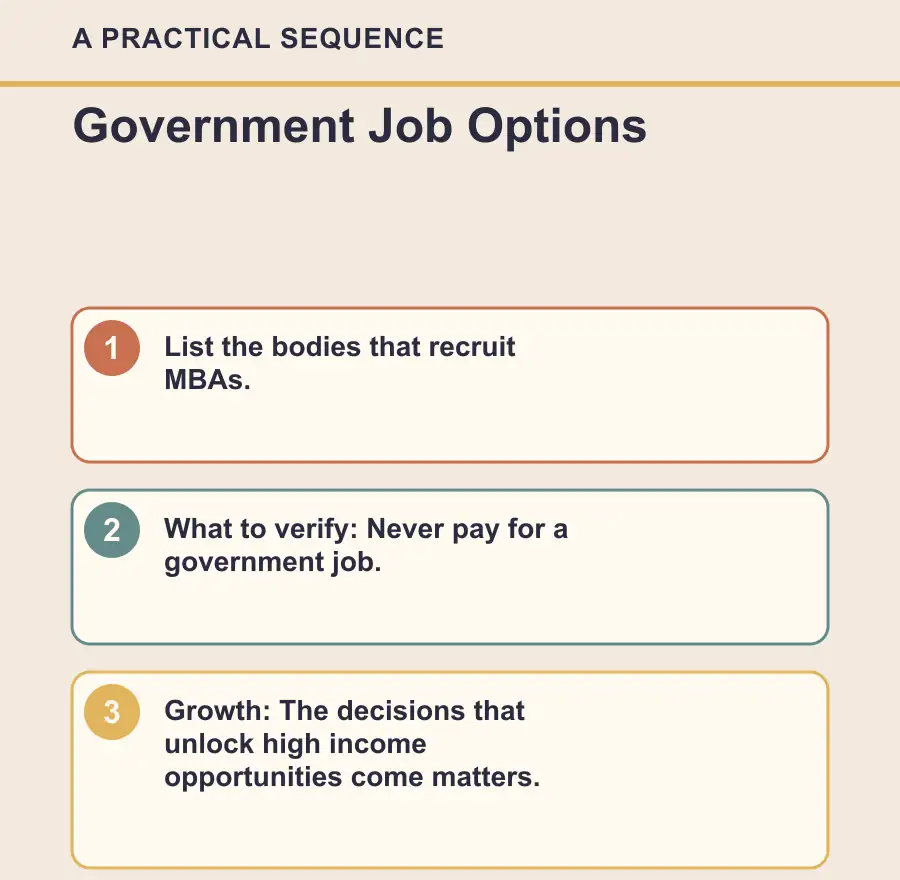 A PRACTICAL SEQUENCE
Government Job Options
1
List the bodies that recruit
MBAs.
2
What to verify: Never pay for a
government job.
3
Growth: The decisions that
unlock high income
opportunities come matters.